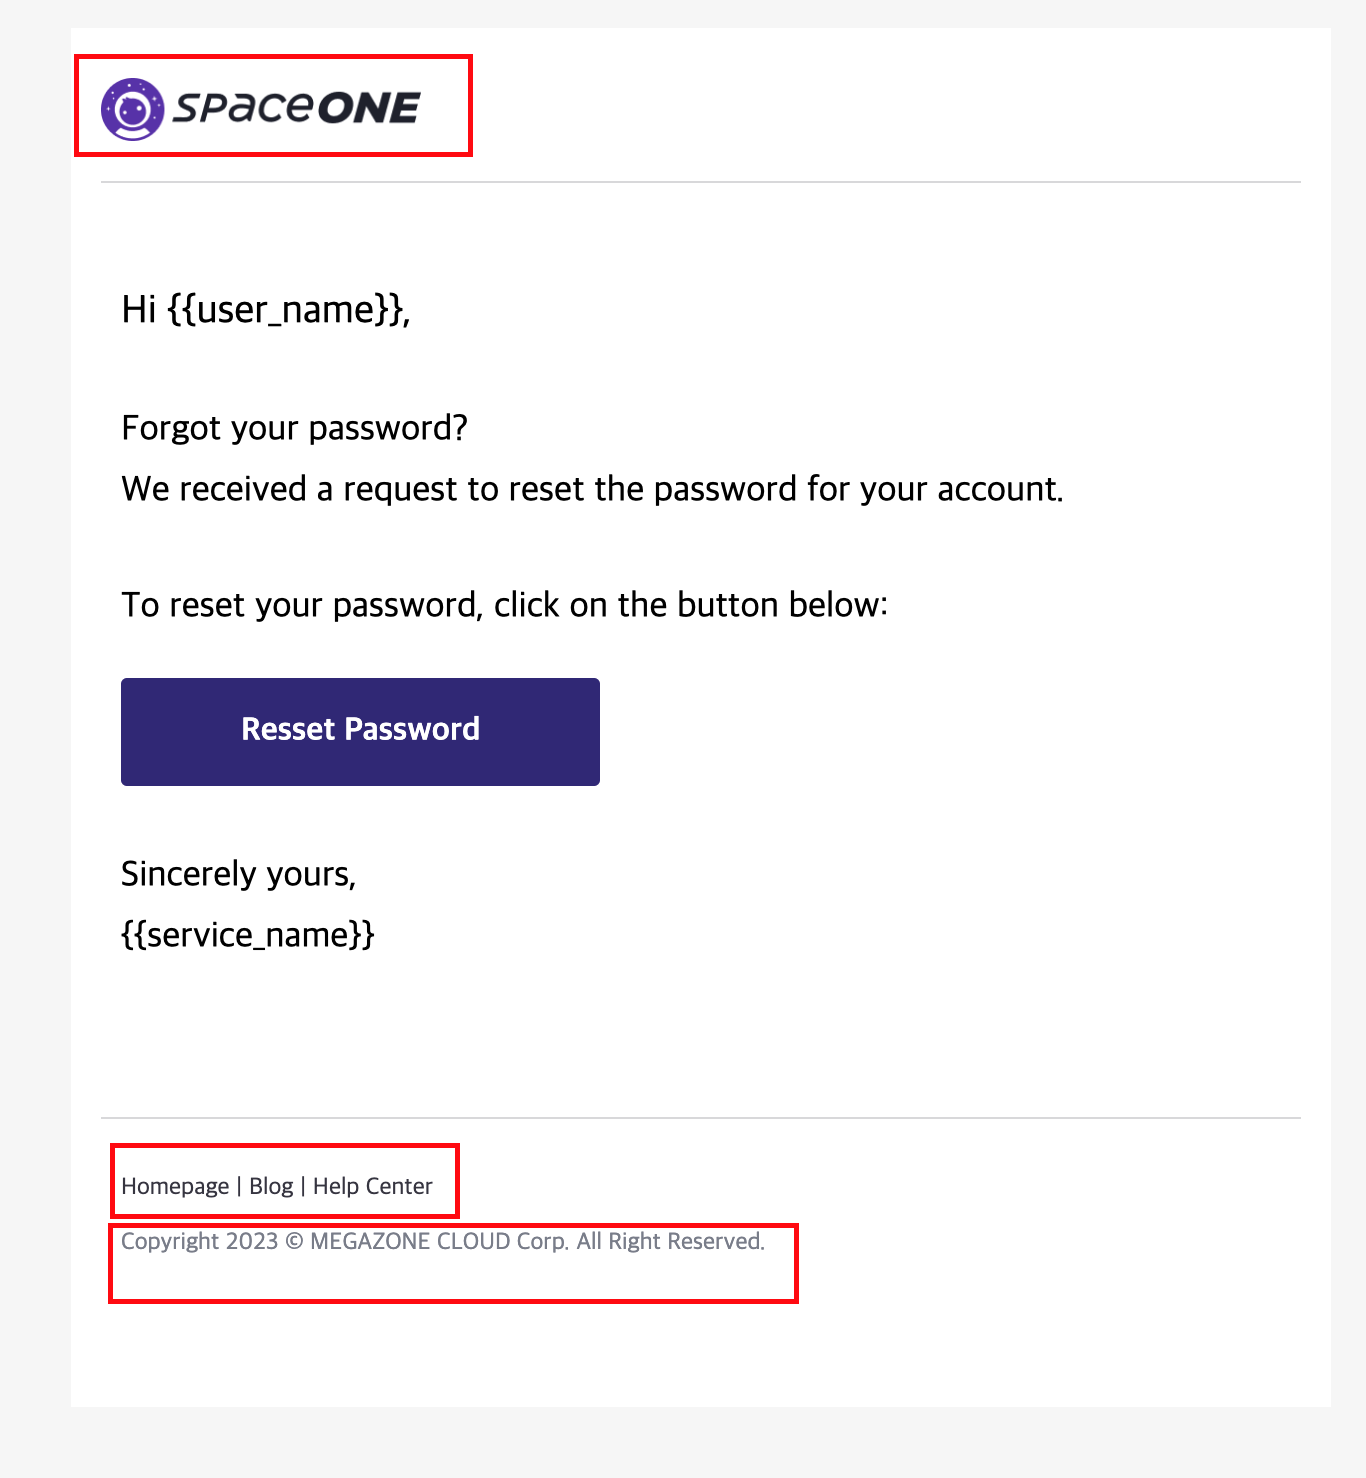 spaceONE
Hi {{user_name}},
Forgot your password?
We received a request to reset the password for your account.
To reset your password, click on the button below:
Resset Password
Sincerely yours,
{{service_name}}
Homepage | Blog | Help Center
Copyright 2023 © MEGAZONE CLOUD Corp. All Right Reserved.